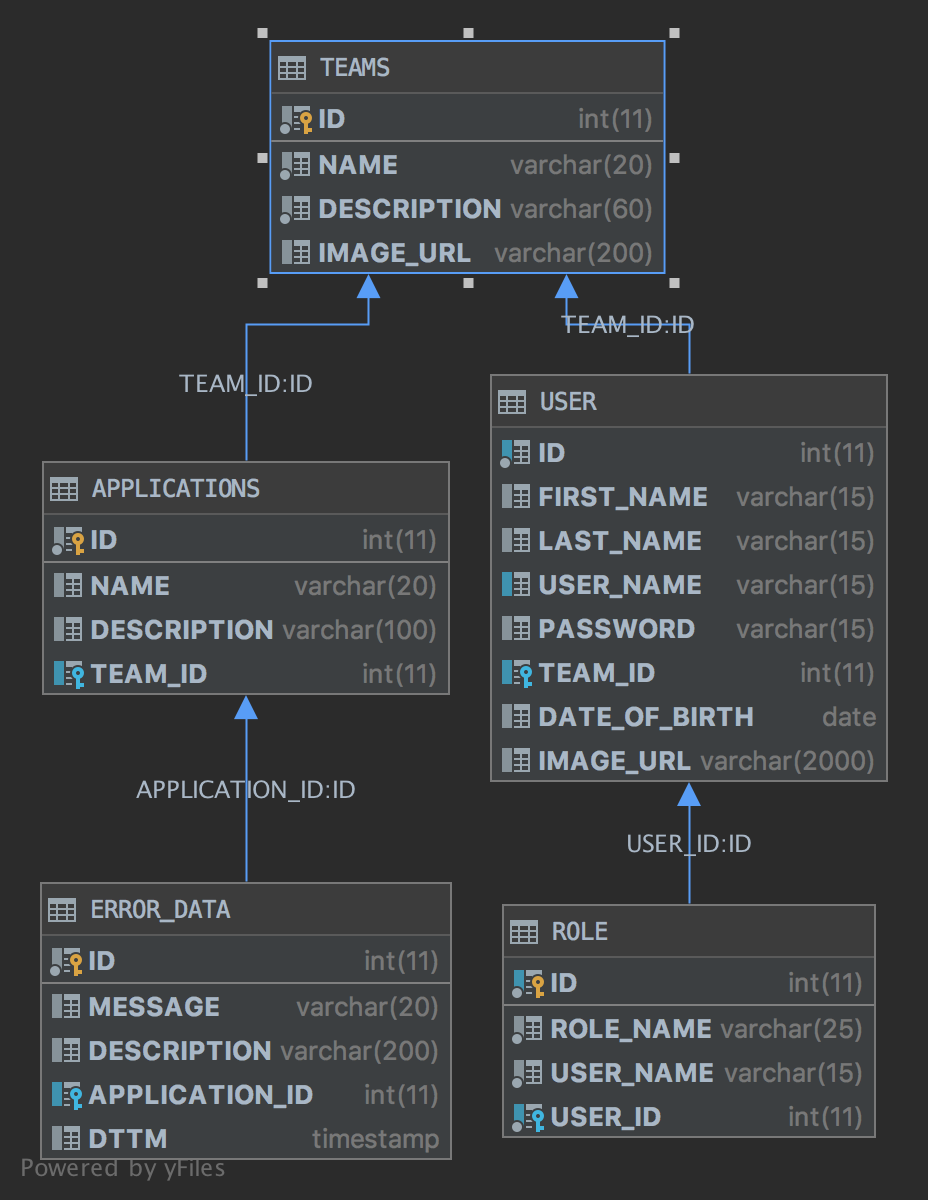 TEAMS
ID int(11)
NAME varchar(20)
DESCRIPTION varchar(60)
IMAGE_URL varchar(200)
TEAM_ID:ID
TEAM_ID:ID
USER
ID int(11)
FIRST_NAME varchar(15)
LAST_NAME varchar(15)
USER_NAME varchar(15)
PASSWORD varchar(15)
TEAM_ID int(11)
DATE_OF_BIRTH date
IMAGE_URL varchar(2000)
APPLICATIONS
ID int(11)
NAME varchar(20)
DESCRIPTION varchar(100)
TEAM_ID int(11)
APPLICATION_ID:ID
USER_ID:ID
ERROR_DATA
ID int(11)
MESSAGE varchar(20)
DESCRIPTION varchar(200)
APPLICATION_ID int(11)
DTTM timestamp
ROLE
ID int(11)
ROLE_NAME varchar(25)
USER_NAME varchar(15)
USER_ID int(11)
Powered by yFiles